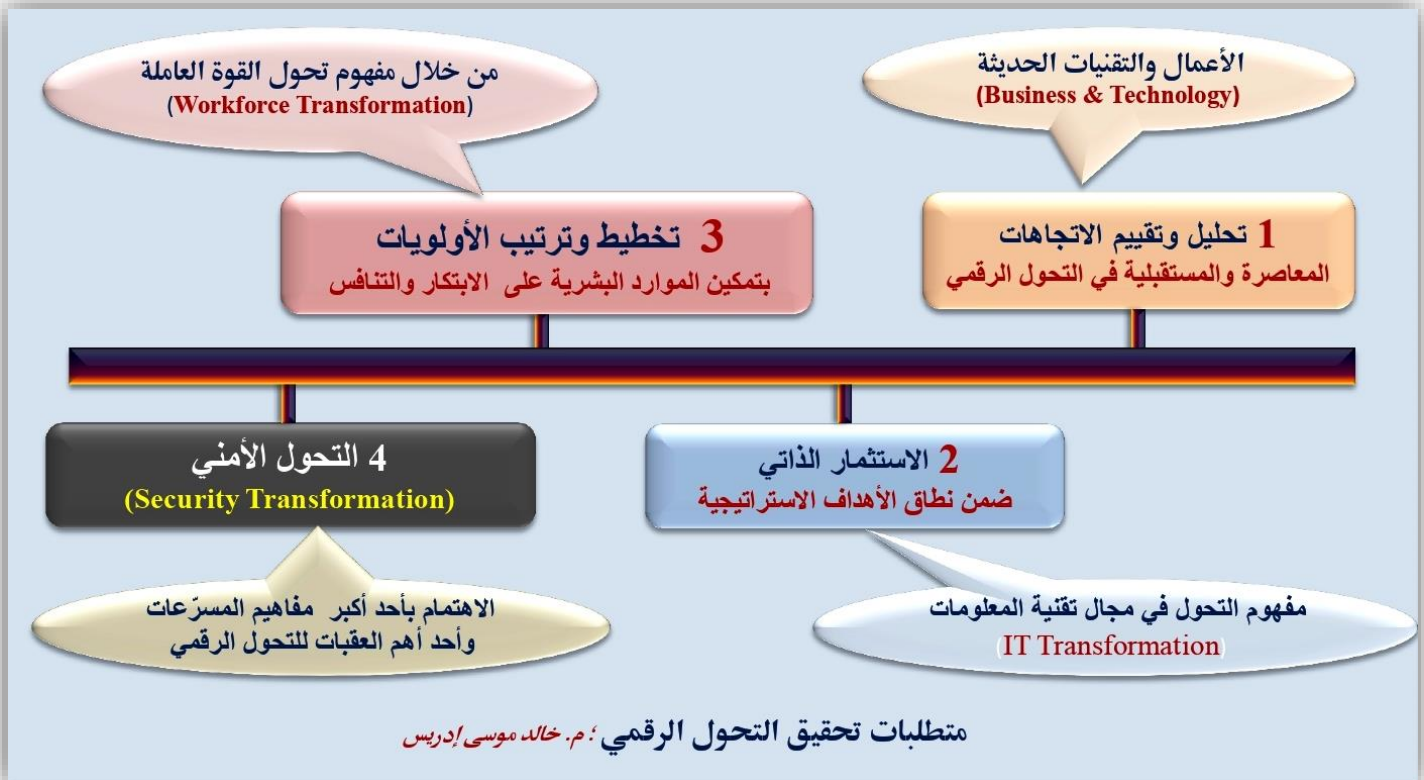 الأعمال والتقنيات الحديثة
(Business & Technology)
1 تحليل وتقييم الاتجاهات
المعاصرة والمستقبلية في التحول الرقمي
2 الاستثمار الذاتي
ضمن نطاق الأهداف الاستراتيجية
مفهوم التحول في مجال تقنية المعلومات
(IT Transformation)
من خلال مفهوم تحول القوة العاملة
(Workforce Transformation)
3 تخطيط وترتيب الأولويات
بتمكين الموارد البشرية على الابتكار والتنافس
4 التحول الأمني
(Security Transformation)
الاهتمام بأحد أكبر مفاهيم المسرّعات
وأحد أهم العقبات للتحول الرقمي
متطلبات تحقيق التحول الرقمي ؛ م. خالد موسى إدريس